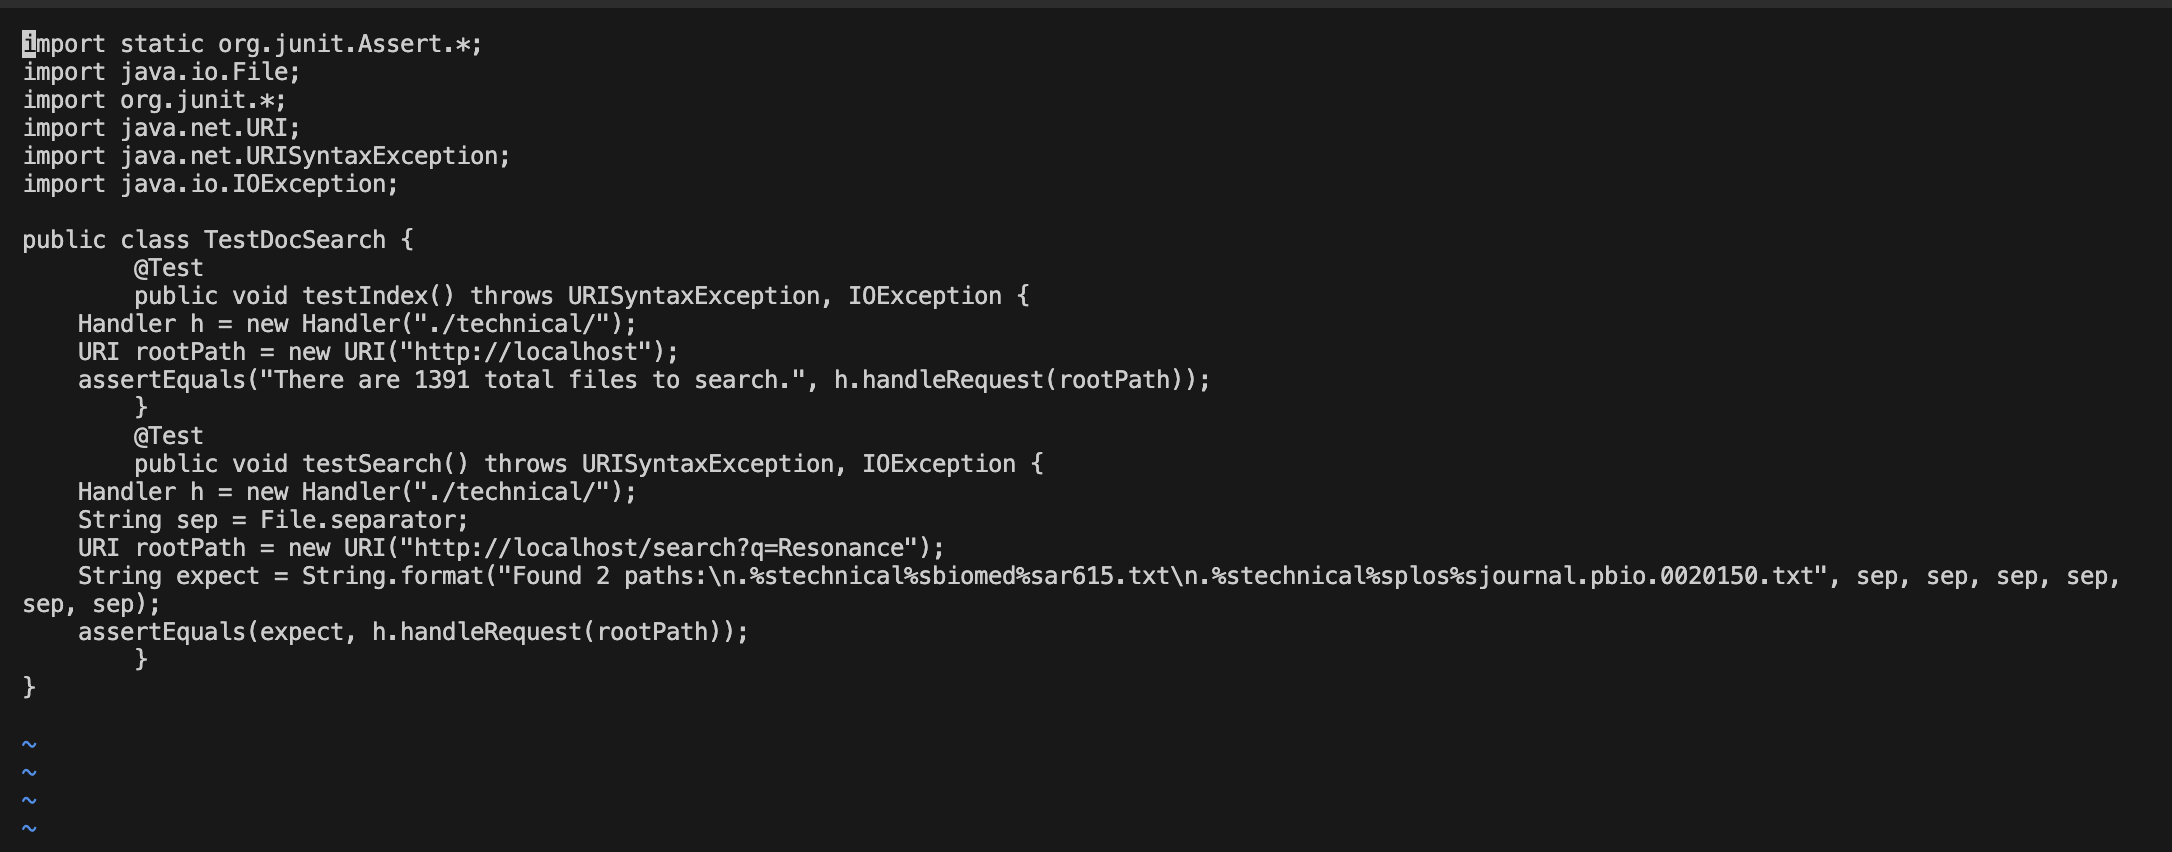 import static org.junit.Assert.*;
import java.io.File;
import org.junit.*;
import java.net.URI;
import java.net.URISyntaxException;
import java.io.IOException;

public class TestDocSearch {
        @Test
        public void testIndex() throws URISyntaxException, IOException {
    Handler h = new Handler("./technical/");
    URI rootPath = new URI("http://localhost");
    assertEquals("There are 1391 total files to search.", h.handleRequest(rootPath));
        }
        @Test
        public void testSearch() throws URISyntaxException, IOException {
    Handler h = new Handler("./technical/");
    String sep = File.separator;
    URI rootPath = new URI("http://localhost/search?q=Resonance");
    String expect = String.format("Found 2 paths:\n.%stechnical%sbiomed%sar615.txt\n.%stechnical%splos%sjournal.pbio.0020150.txt", sep, sep, sep, sep,
sep, sep);
    assertEquals(expect, h.handleRequest(rootPath));
        }
}

~
~
~
~